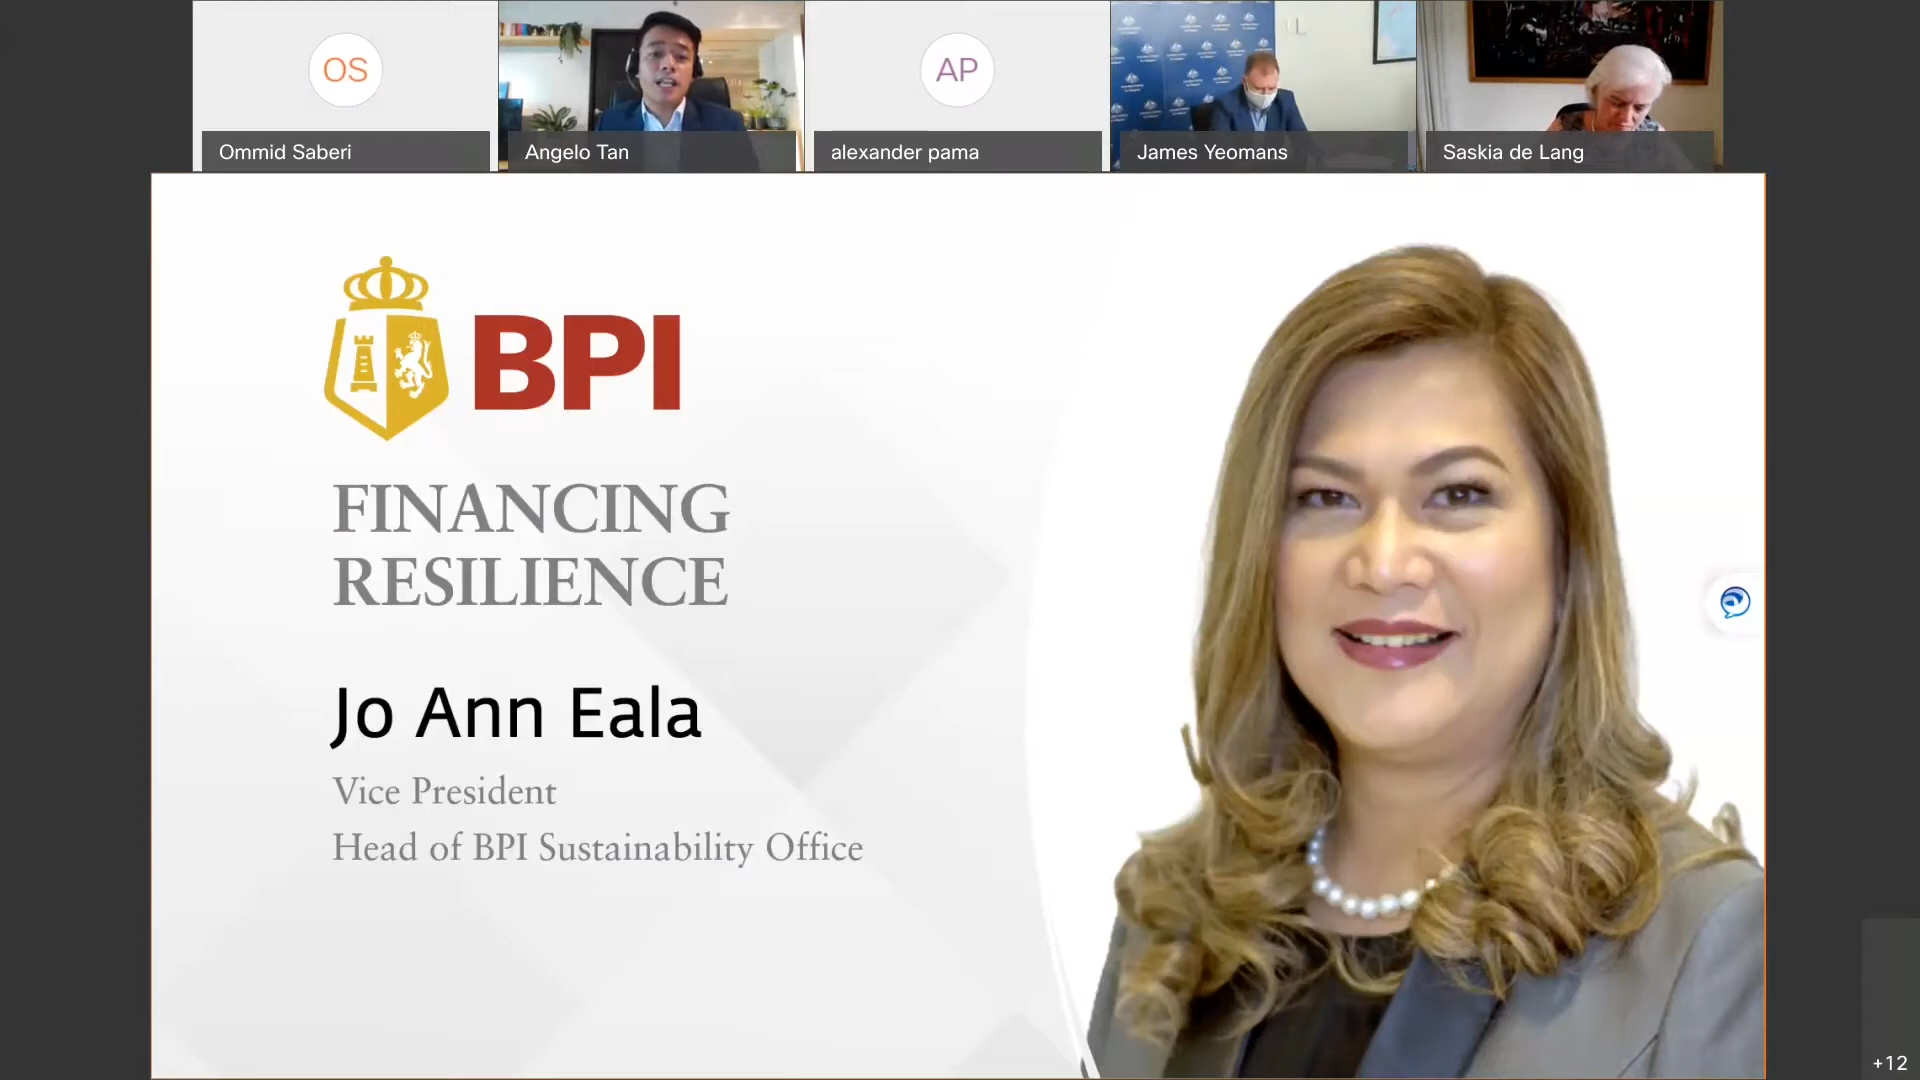 OS
AP
Ommid Saberi
Angelo Tan
alexander pama
James Yeomans
Saskia de Lang
BPI
FINANCING
RESILIENCE
Jo Ann Eala
Vice President
Head of BPI Sustainability Office
+12